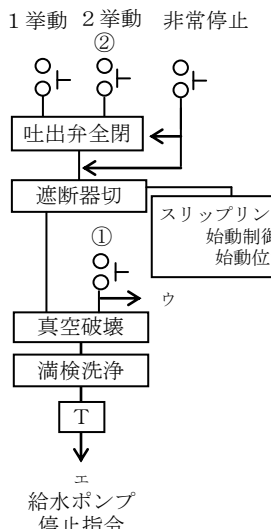 １挙動 ２挙動 非常停止
②
吐出弁全閉
遮断器切
スリップリン
始動制御
始動位
①
ウ
真空破壊
満検洗浄
T
エ
給水ポンプ
停止指令